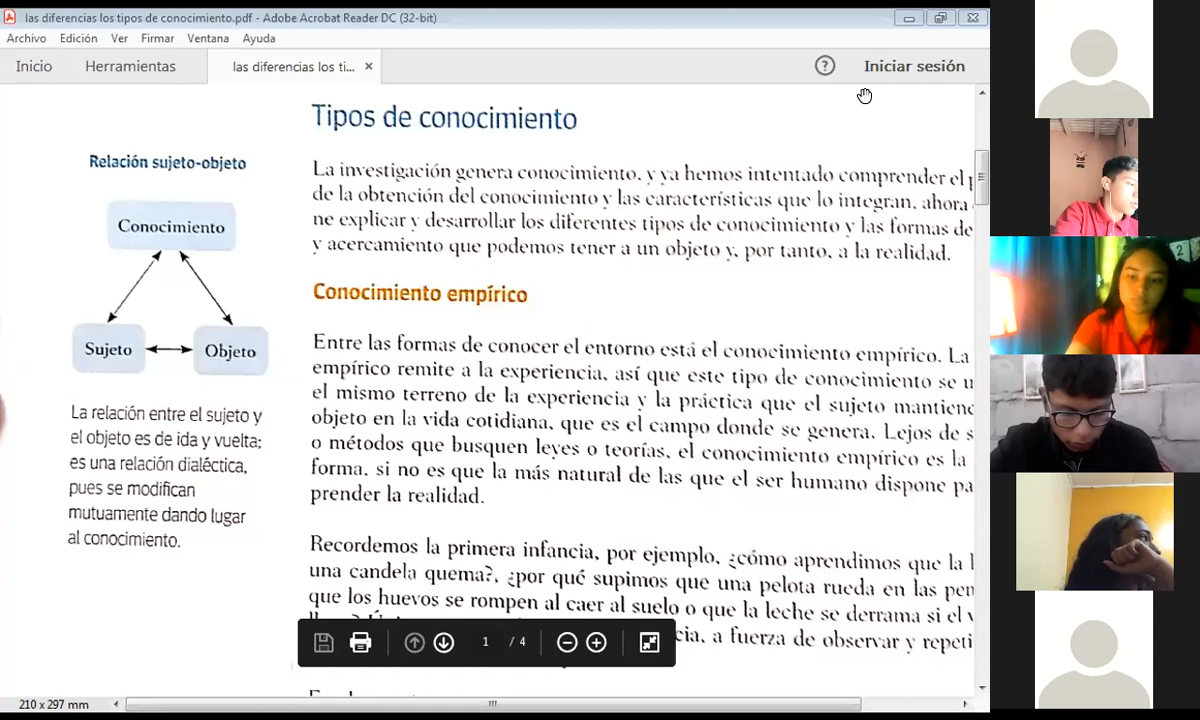 las diferencias los tipos de conocimiento.pdf - Adobe Acrobat Reader DC (32-bit)
Archivo Edición Ver Firmar Ventana Ayuda
Inicio Herramientas las diferencias los ti... × ? Iniciar sesión
Relación sujeto-objeto
Conocimiento
Sujeto
Objeto
La relación entre el sujeto y
el objeto es de ida y vuelta;
es una relación dialéctica,
pues se modifican
mutuamente dando lugar
al conocimiento.
Tipos de conocimiento
La investigación genera conocimiento, y ya hemos intentado comprender el
de la obtención del conocimiento y las características que lo integran, ahora
ne explicar y desarrollar los diferentes tipos de conocimiento y las formas de
y acercamiento que podemos tener a un objeto y, por tanto, a la realidad.
Conocimiento empírico
Entre las formas de conocer el entorno está el conocimiento empírico. La
empírico remite a la experiencia, así que este tipo de conocimiento se
el mismo terreno de la experiencia y la práctica que el sujeto
objeto en la vida cotidiana, que es el campo donde se genera. Lejos de
o métodos que busquen leyes o teorías, el conocimiento empírico es la
forma, si no es que la más natural de las que el ser humano dispone
prender la realidad.
Recordemos la primera infancia, por ejemplo, ¿cómo aprendimos que la
una candela quema?, ¿por qué supimos que una pelota rueda en las
que los huevos se rompen al caer al suelo o que la leche se derrama si el
a fuerza de observar y
1 / 4
210 x 297 mm
2